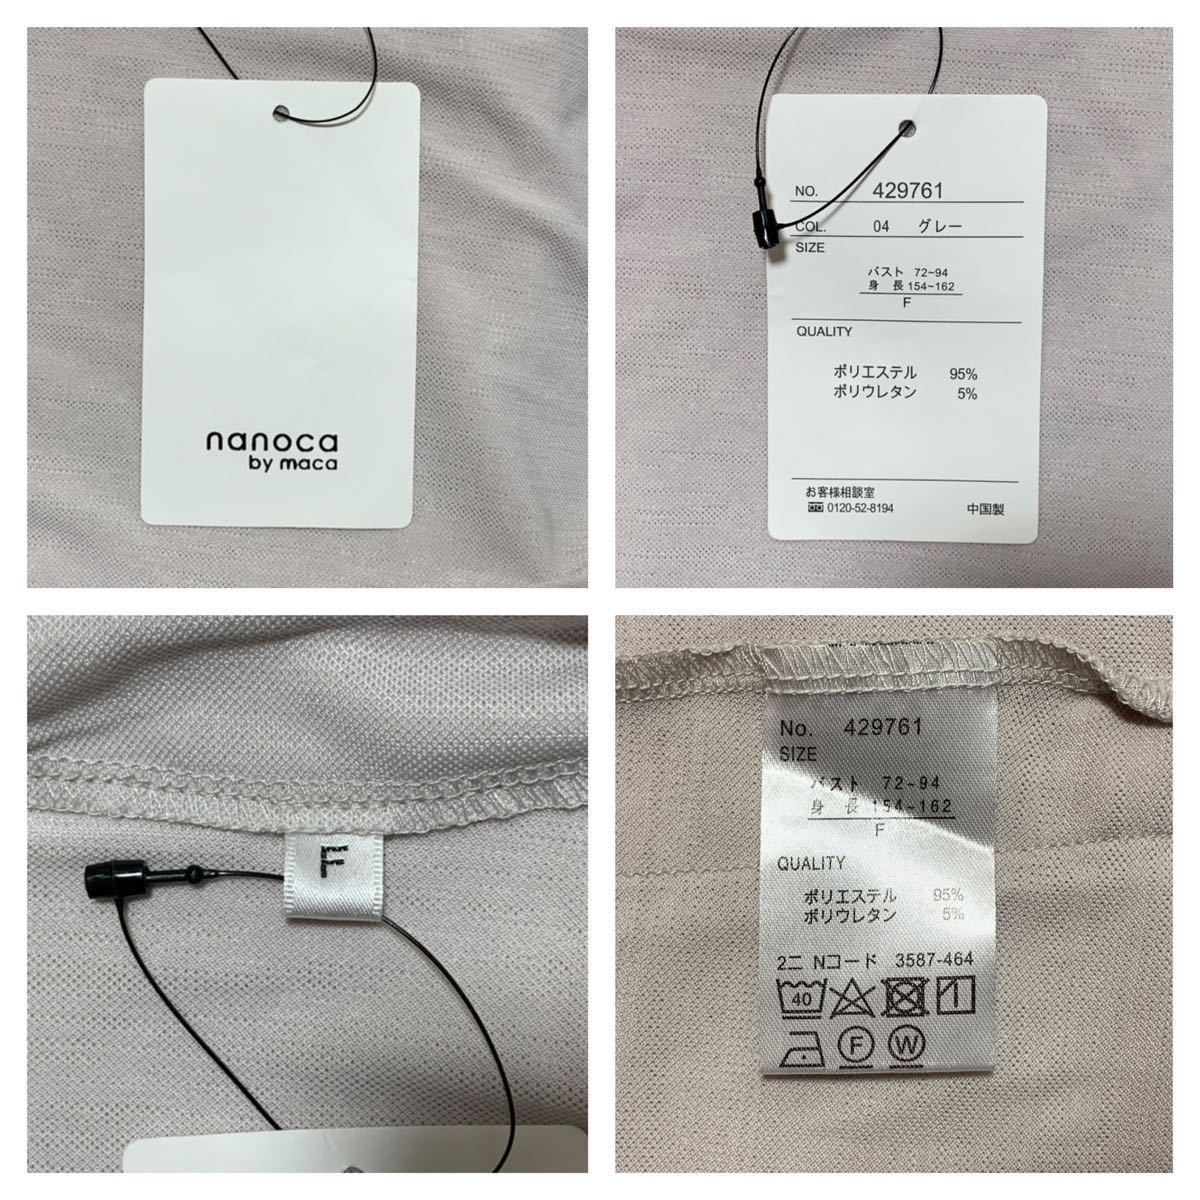 nanoca
by maca
NO. 429761
COL. 04 グレー
SIZE
バスト 72~94
身 長 154~162
F
QUALITY
ポリエステル 95%
ポリウレタン 5%
お客様相談室
0120-52-8194 中国製
F
No. 429761
SIZE
バスト 72-94
身 長 154-162
F
QUALITY
ポリエステル 95%
ポリウレタン 5%
2ニ Nコード 3587-464
40
F W